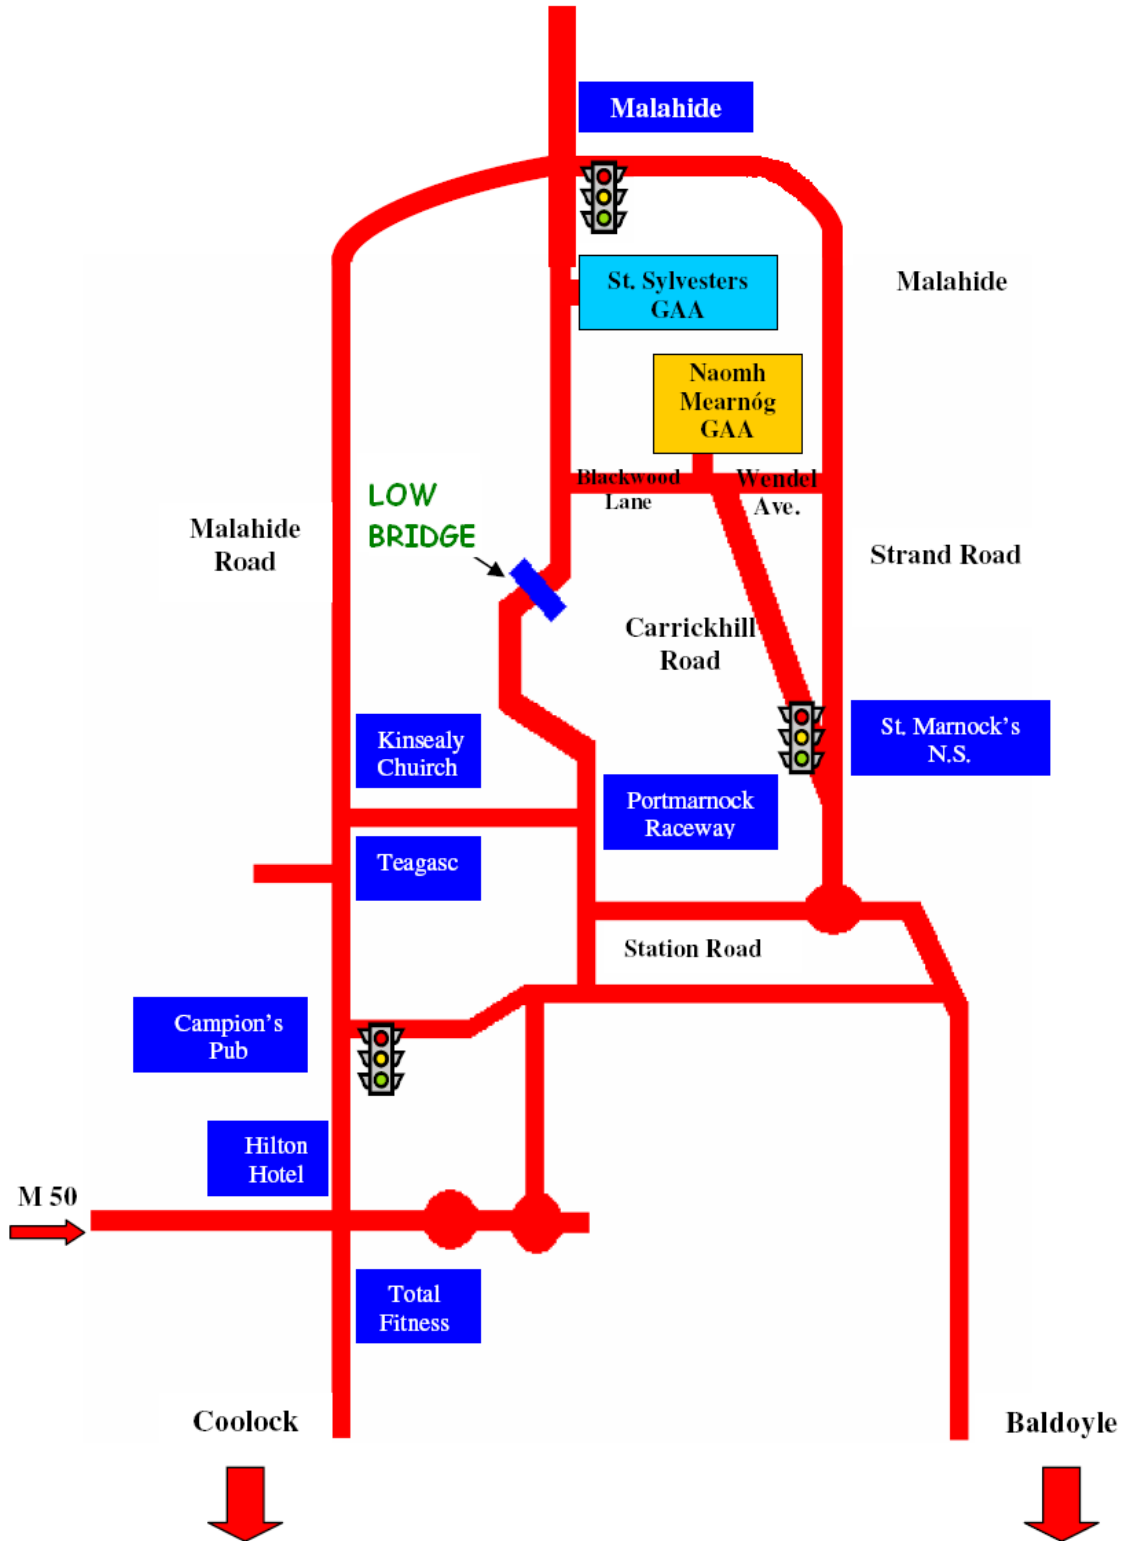 Malahide
St. Sylvesters
GAA
Malahide
Naomh
Mearnóg
GAA
Blackwood
Lane
Wendel
Ave.
LOW
BRIDGE
Malahide
Road
Strand Road
Carrickhill
Road
Kinsealy
Chuirch
St. Marnock's
N.S.
Portmarnock
Raceway
Teagasc
Station Road
Campion's
Pub
Hilton
Hotel
M 50
Total
Fitness
Coolock
Baldoyle